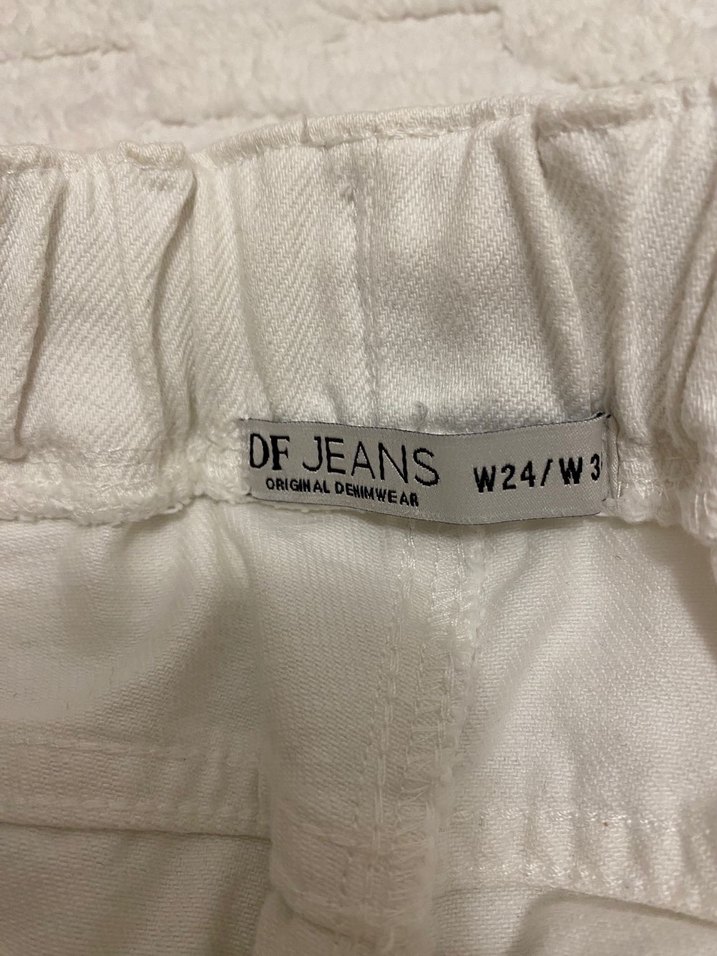 DF JEANS
ORIGINAL DENIMWEAR
W24/W3